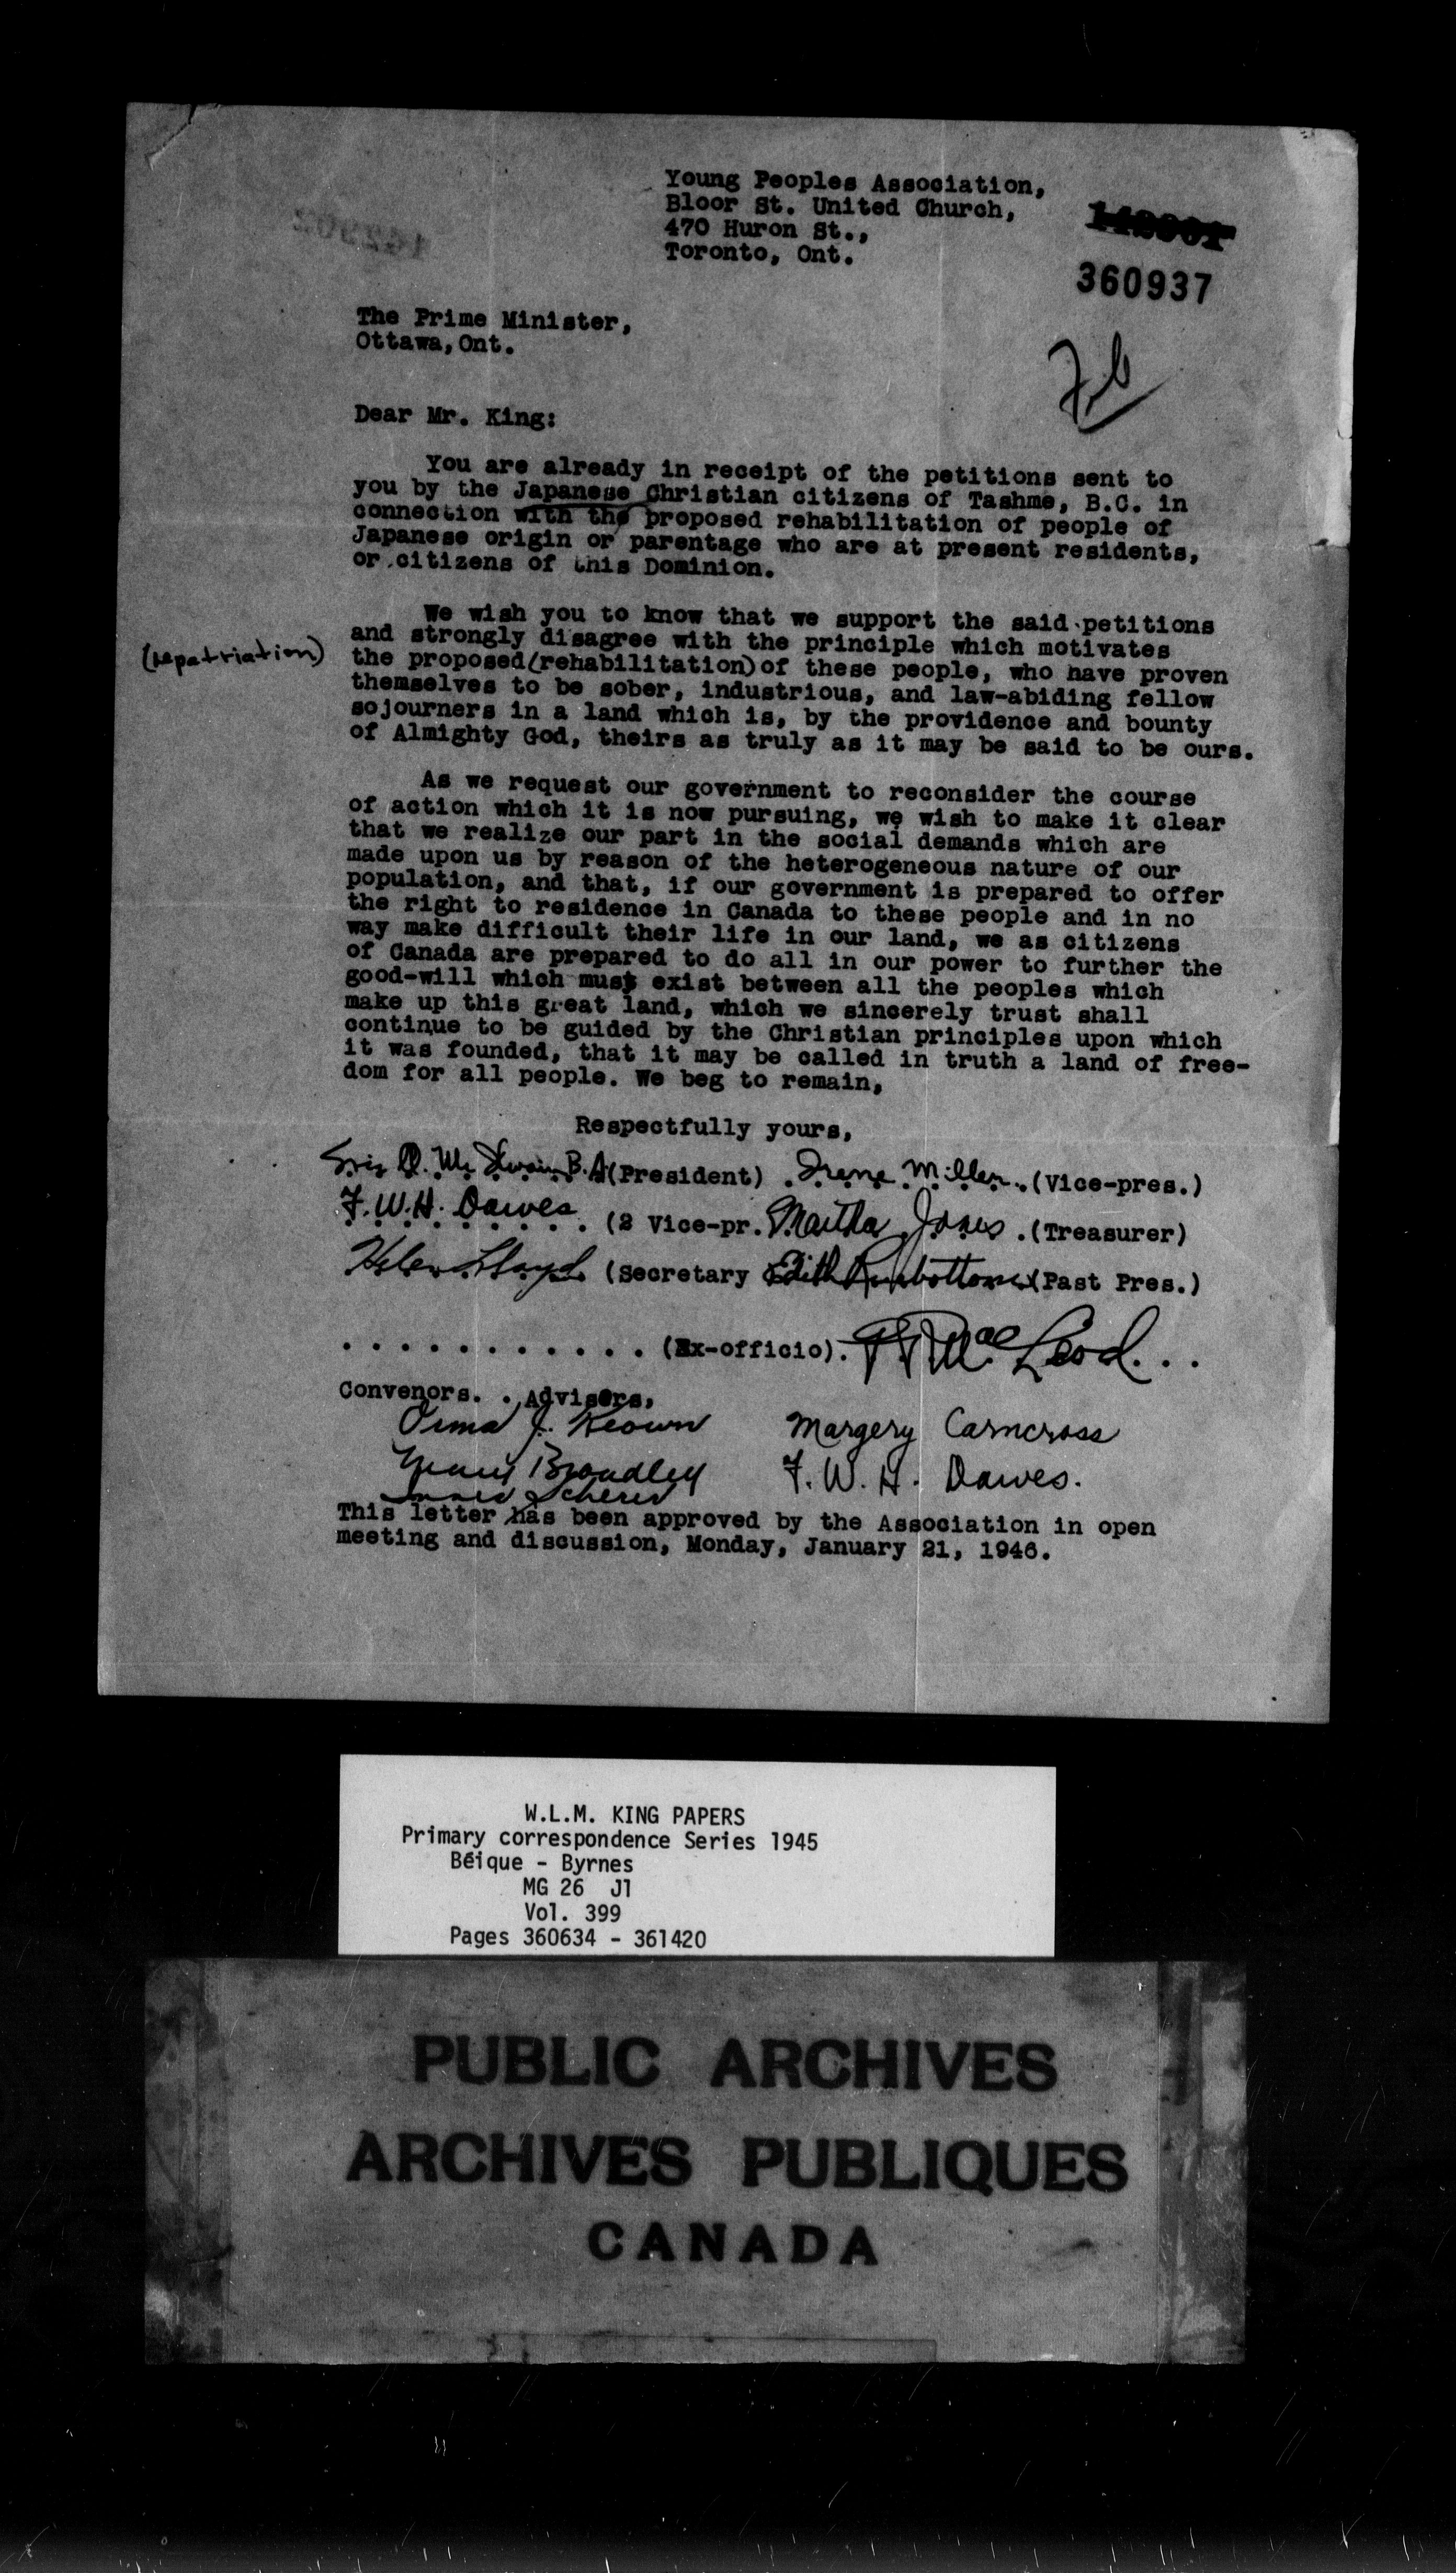 Young Peoples Association,
Bloor St. United Church,
470 Huron St.,
Toronto, Ont.
360937
The Prime Minister,
Ottawa, Ont.
Dear Mr. King:
You are already in receipt of the petitions sent to
you by the Japanese Christian citizens of Tashme, B.C. in
connection with the proposed rehabilitation of people of
Japanese origin or parentage who are at present residents,
or citizens of this Dominion.
We wish you to know that we support the said petitions
and strongly disagree with the principle which motivates
(repatriation) the proposed (rehabilitation) of these people, who have proven
themselves to be sober, industrious, and law-abiding fellow
sojourners in a land which is, by the providence and bounty
of Almighty God, theirs as truly as it may be said to be ours.
As we request our government to reconsider the course
of action which it is now pursuing, we wish to make it clear
that we realize our part in the social demands which are
made upon us by reason of the heterogeneous nature of our
population, and that, if our government is prepared to offer
the right to residence in Canada to these people and in no
way make difficult their life in our land, we as citizens
of Canada are prepared to do all in our power to further the
good-will which must exist between all the peoples which
make up this great land, which we sincerely trust shall
continue to be guided by the Christian principles upon which
it was founded, that it may be called in truth a land of free-
dom for all people. We beg to remain,
Respectfully yours,
B.A. (President) Irene Miller (Vice-pres.)
F.W.H. Dawes (2 Vice-pr. Martha Jones (Treasurer)
Helen Lloyd (Secretary Edith (Past Pres.)
. . . . . . . . . . . . (Ex-officio). MacLeod. . .
Convenors. . Advisers,
Orma J. Keown Margery Carncross
Broadley F. W. H. Dawes.
Scherer
This letter has been approved by the Association in open
meeting and discussion, Monday, January 21, 1946.
W.L.M. KING PAPERS
Primary correspondence Series 1945
Béique - Byrnes
MG 26 J1
Vol. 399
Pages 360634 - 361420
PUBLIC ARCHIVES
ARCHIVES PUBLIQUES
CANADA